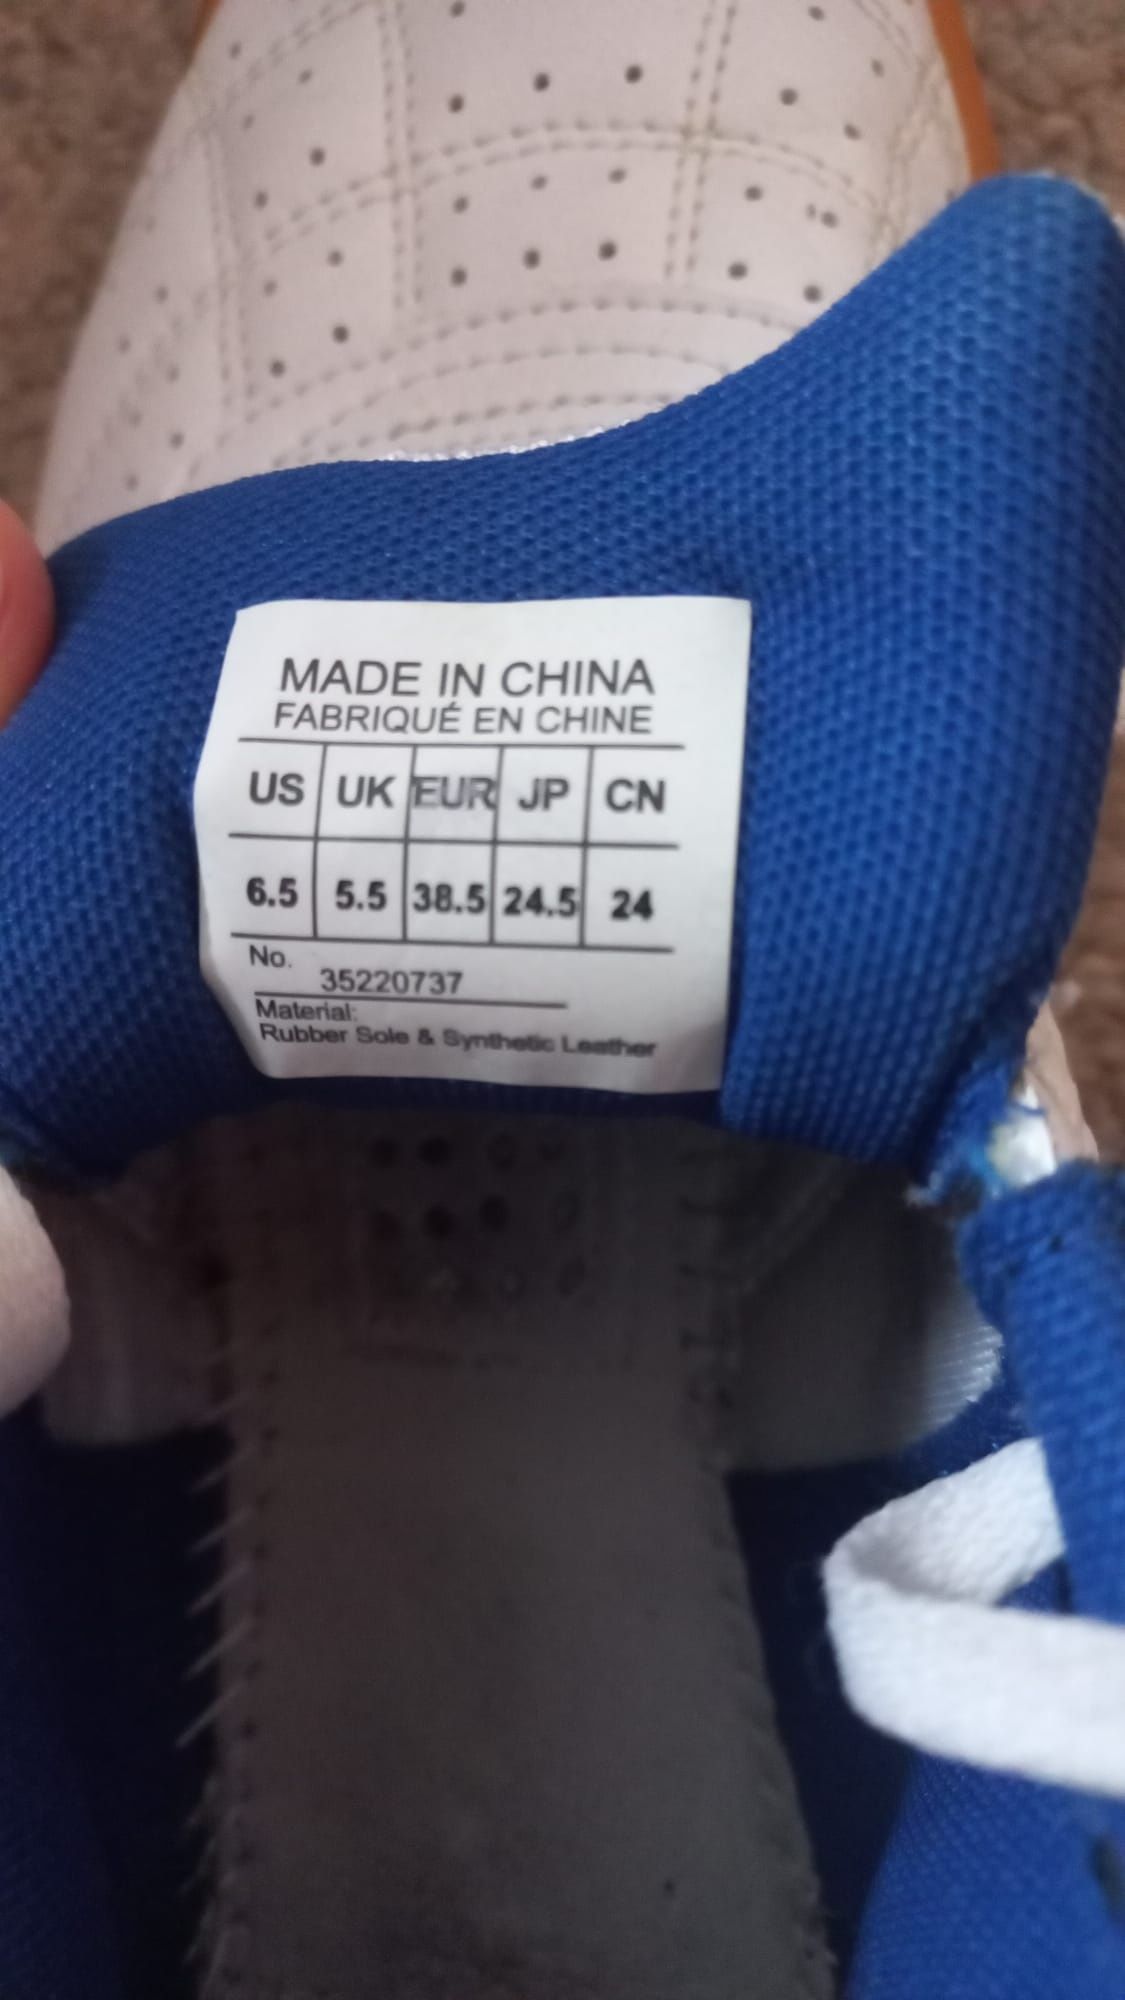 MADE IN CHINA
FABRIQUÉ EN CHINE
US UK EUR JP CN
6.5 5.5 38.5 24.5 24
No. 35220737
Material:
Rubber Sole & Synthetic Leather